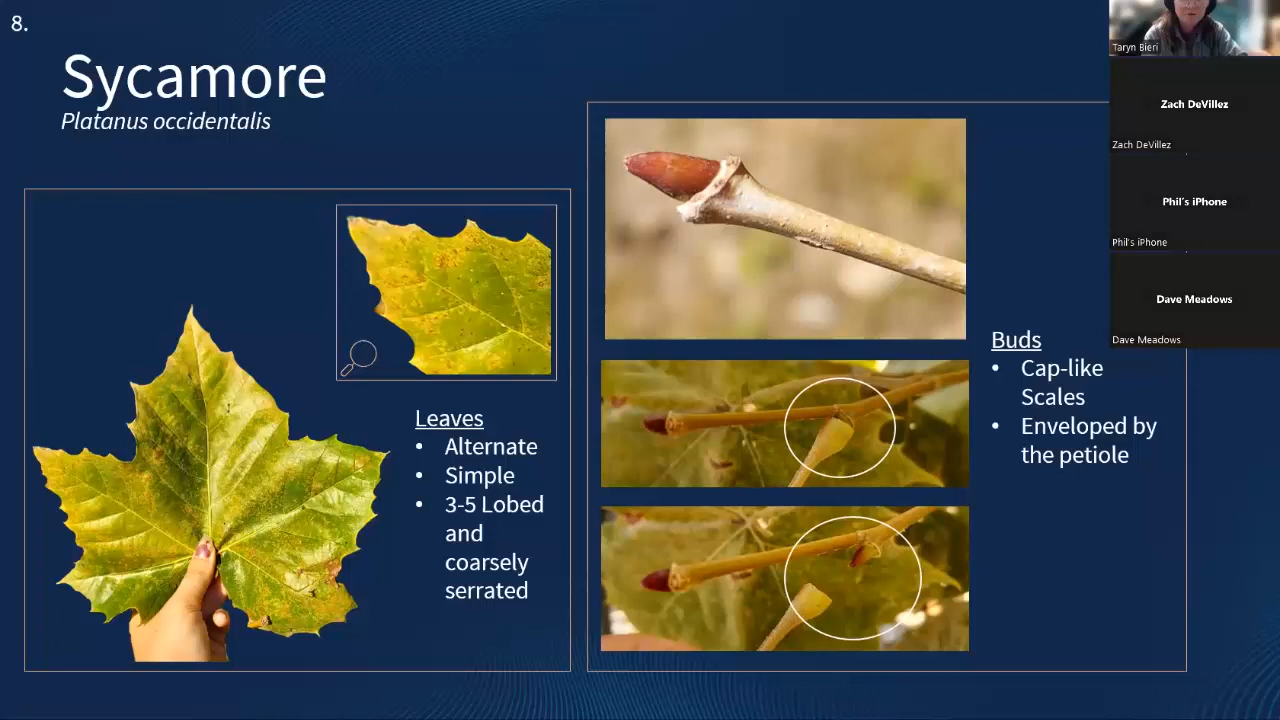 8.
Sycamore
Platanus occidentalis
Leaves
• Alternate
• Simple
• 3-5 Lobed
and
coarsely
serrated
Buds
• Cap-like
Scales
• Enveloped by
the petiole
Taryn Bieri
Zach DeVillez
Zach DeVillez
Phil's iPhone
Phil's iPhone
Dave Meadows
Dave Meadows